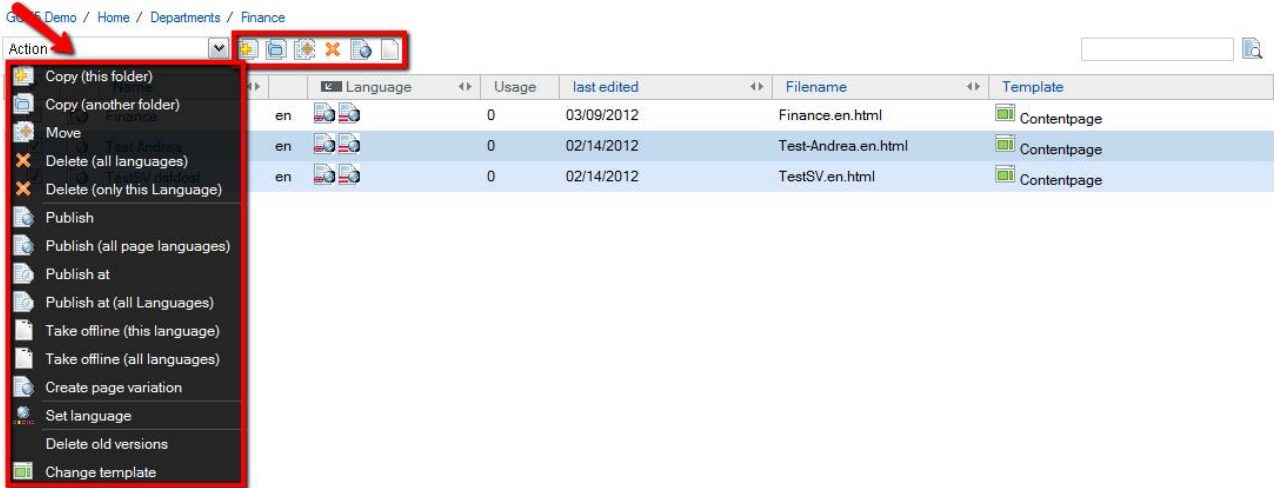 Demo / Home / Departments / Finance
Action
Name Language Usage last edited Filename Template
Finance en 0 03/09/2012 Finance.en.html Contentpage
Test Andrea en 0 02/14/2012 Test-Andrea.en.html Contentpage
en 0 02/14/2012 TestSV.en.html Contentpage
Copy (this folder)
Copy (another folder)
Move
Delete (all languages)
Delete (only this Language)
Publish
Publish (all page languages)
Publish at
Publish at (all Languages)
Take offline (this language)
Take offline (all languages)
Create page variation
Set language
Delete old versions
Change template